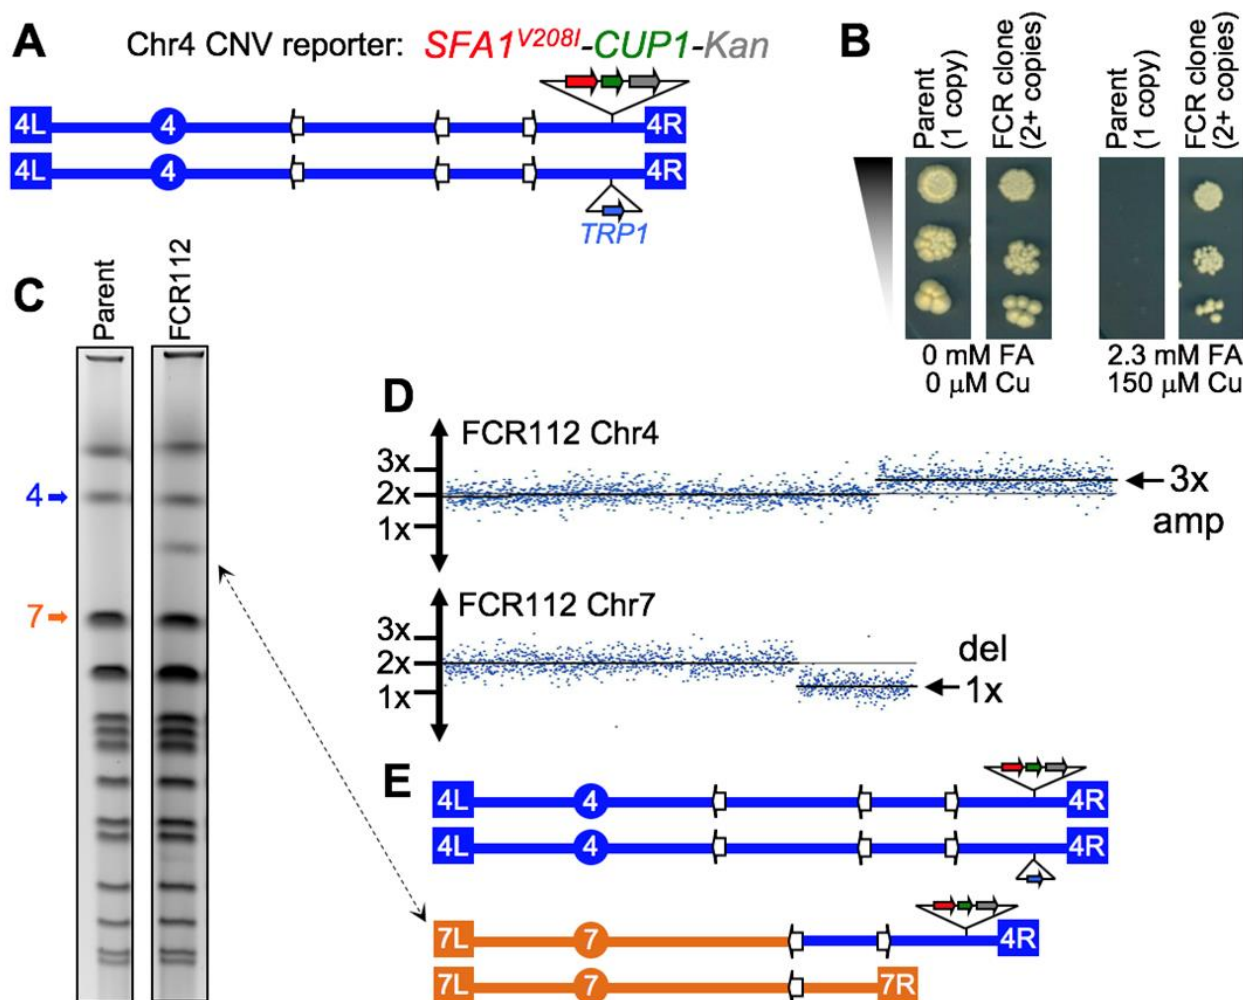 A
Chr4 CNV reporter: SFA1V208I-CUP1-Kan
4L 4 4R
4L 4 4R
TRP1
B
Parent
(1 copy)
FCR clone
(2+ copies)
Parent
(1 copy)
FCR clone
(2+ copies)
0 mM FA
0 μM Cu
2.3 mM FA
150 μM Cu
C
Parent
FCR112
4
7
D
FCR112 Chr4
3x
2x
1x
3x
amp
FCR112 Chr7
3x
2x
1x
del
1x
E
4L 4 4R
4L 4 4R
7L 7 4R
7L 7 7R